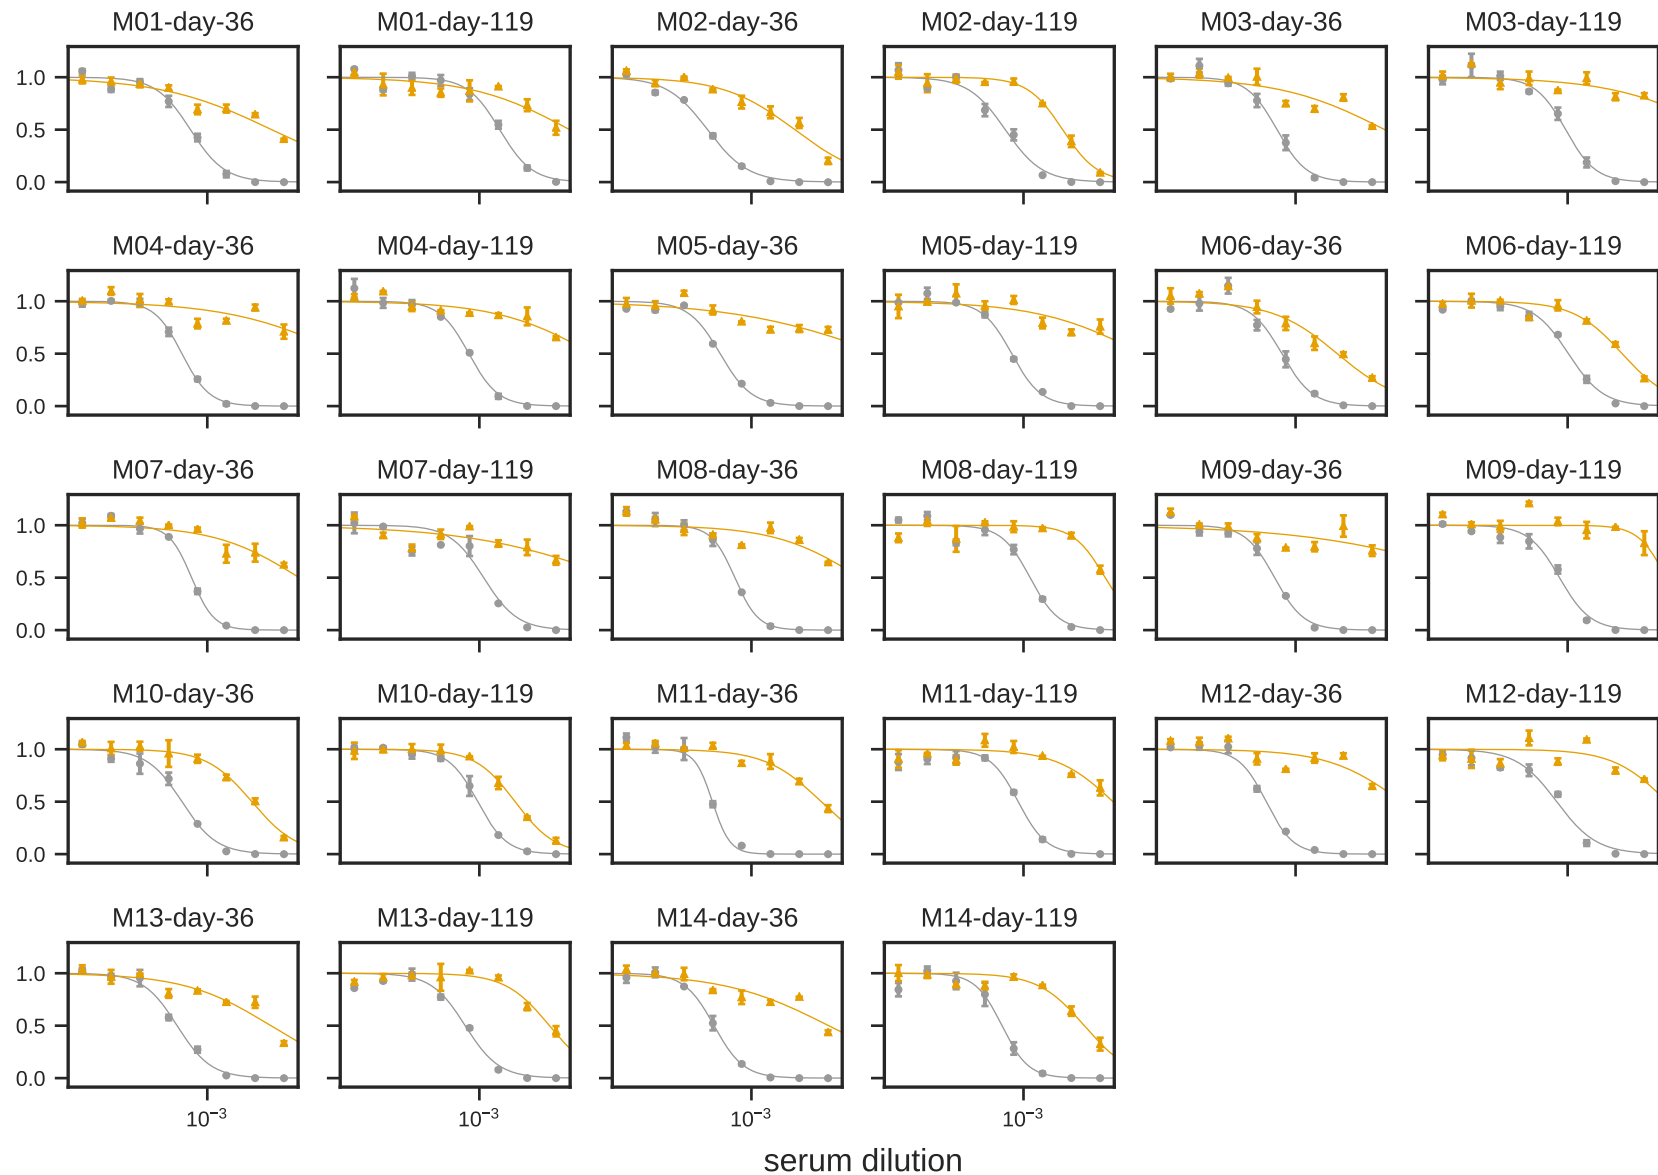 M01-day-36 M01-day-119 M02-day-36 M02-day-119 M03-day-36 M03-day-119
1.0
0.5
0.0
M04-day-36 M04-day-119 M05-day-36 M05-day-119 M06-day-36 M06-day-119
1.0
0.5
0.0
M07-day-36 M07-day-119 M08-day-36 M08-day-119 M09-day-36 M09-day-119
1.0
0.5
0.0
M10-day-36 M10-day-119 M11-day-36 M11-day-119 M12-day-36 M12-day-119
1.0
0.5
0.0
M13-day-36 M13-day-119 M14-day-36 M14-day-119
1.0
0.5
0.0
10⁻³ 10⁻³ 10⁻³ 10⁻³
serum dilution